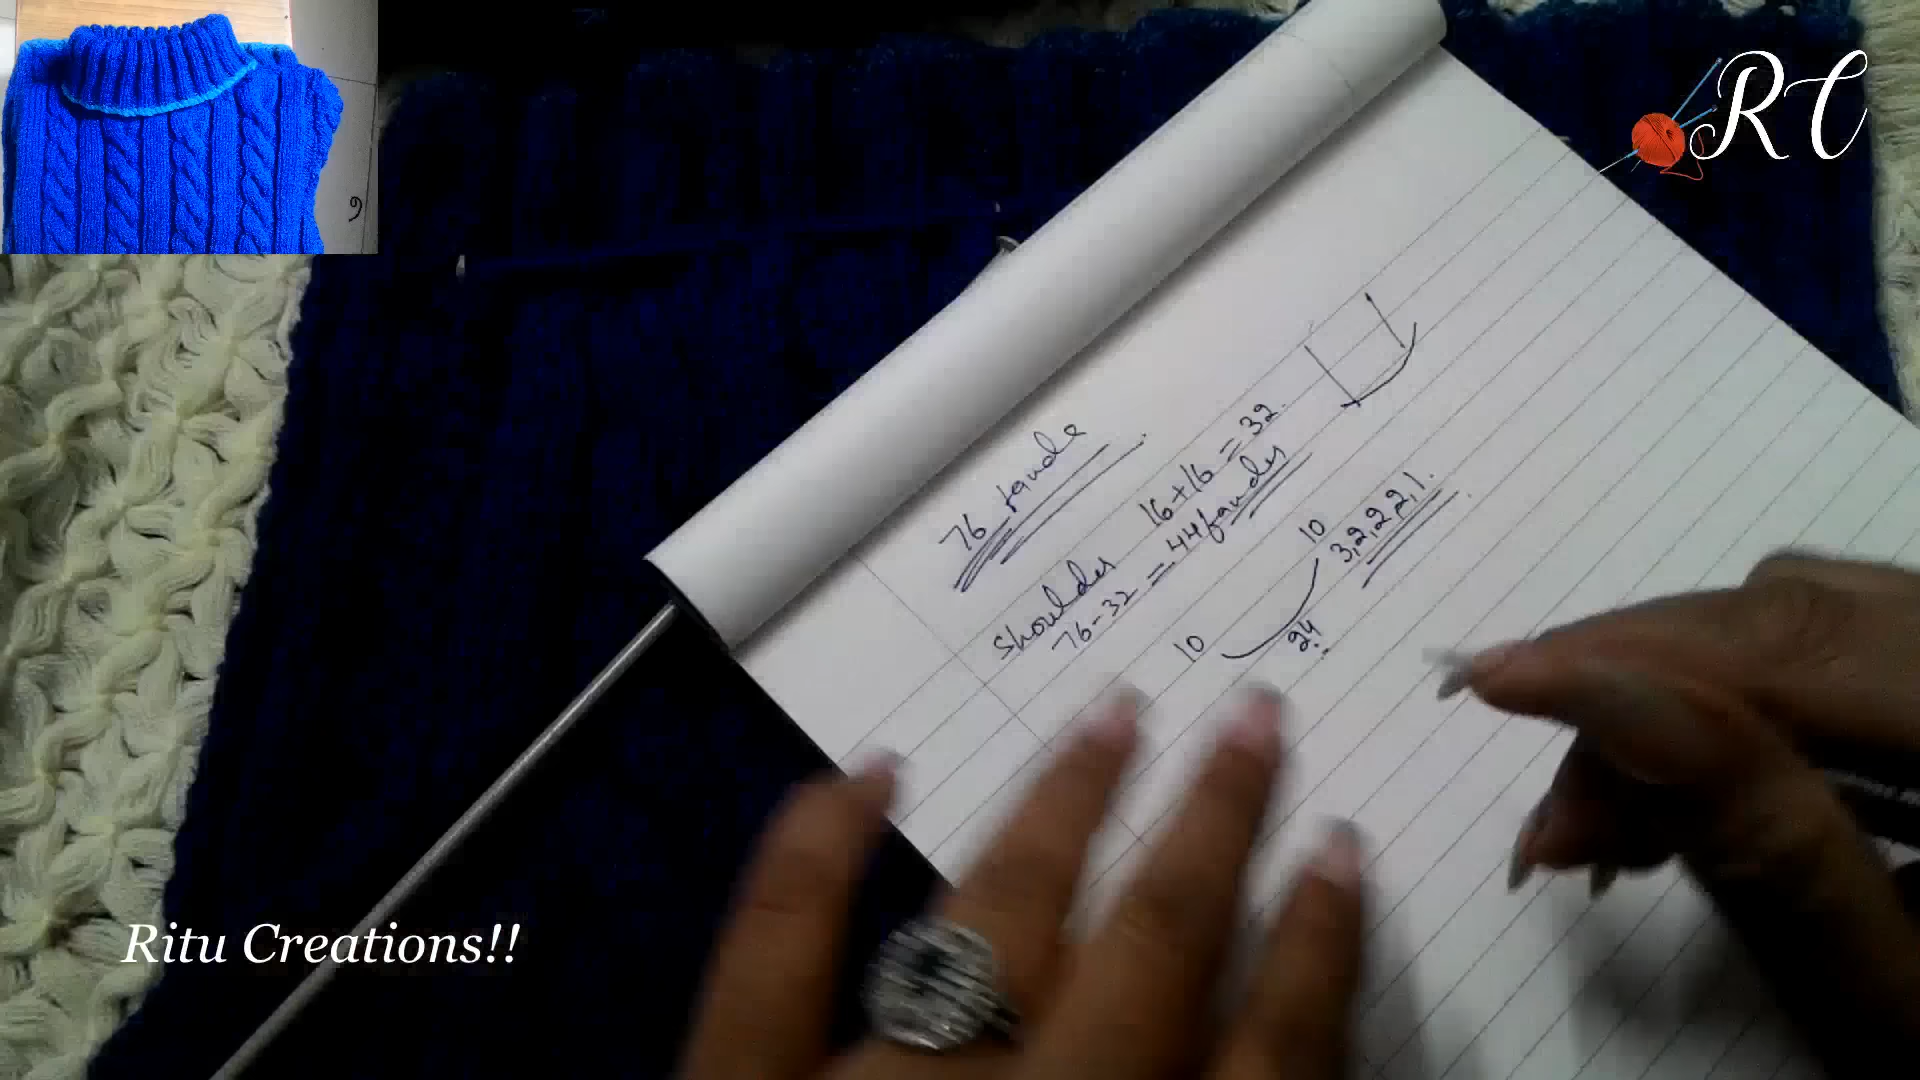 RC
76 fande
shoulder 16+16=32.
76-32=44 fandes
10
3,2,2,2,1.
10
24
Ritu Creations!!